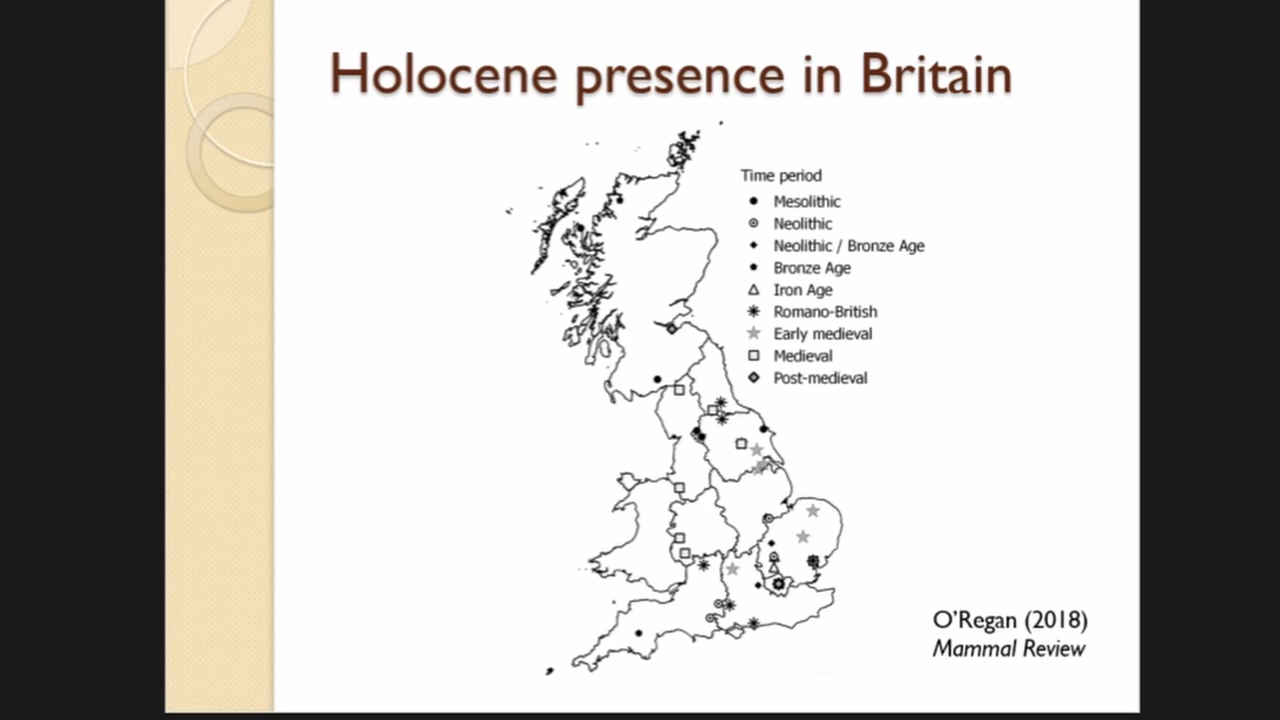 Holocene presence in Britain
Time period
Mesolithic
Neolithic
Neolithic / Bronze Age
Bronze Age
Iron Age
Romano-British
Early medieval
Medieval
Post-medieval
O'Regan (2018)
Mammal Review